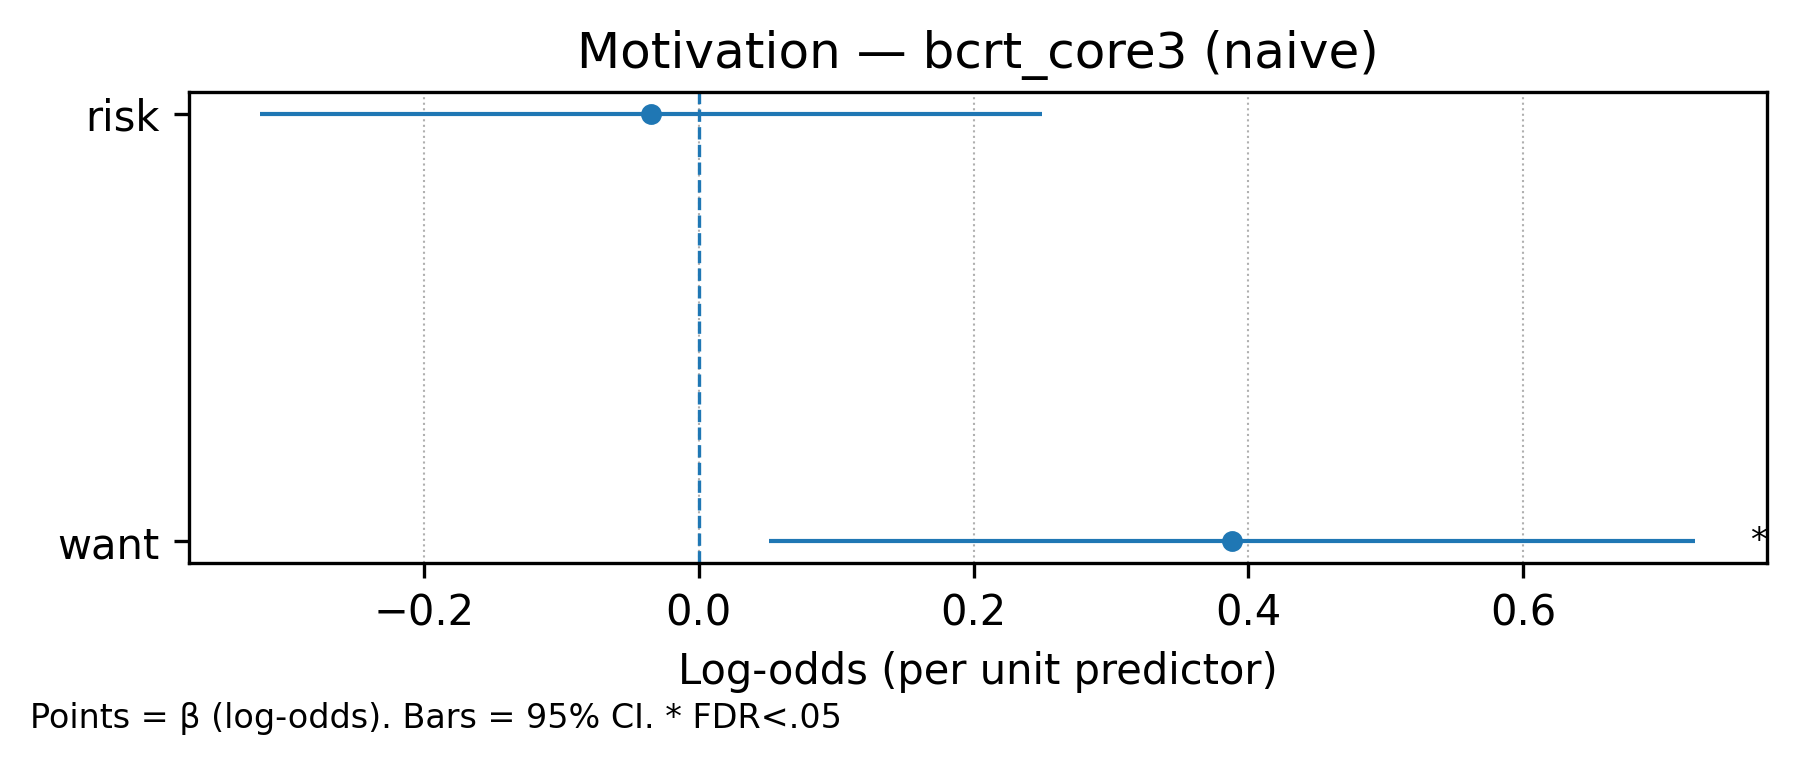 Motivation — bcrt_core3 (naive)
risk
want
*
−0.2 0.0 0.2 0.4 0.6
Log-odds (per unit predictor)
Points = β (log-odds). Bars = 95% CI. * FDR<.05